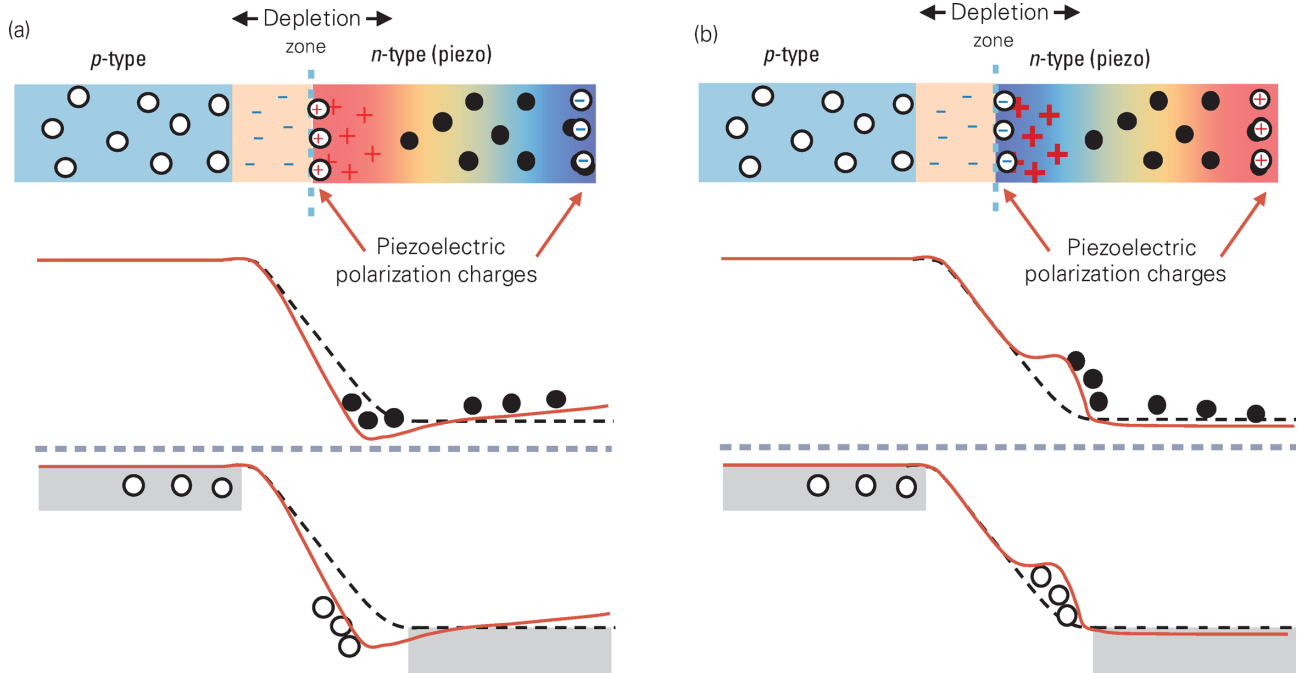 (a)
Depletion
zone
p-type
n-type (piezo)
Piezoelectric
polarization charges
(b)
Depletion
zone
p-type
n-type (piezo)
Piezoelectric
polarization charges